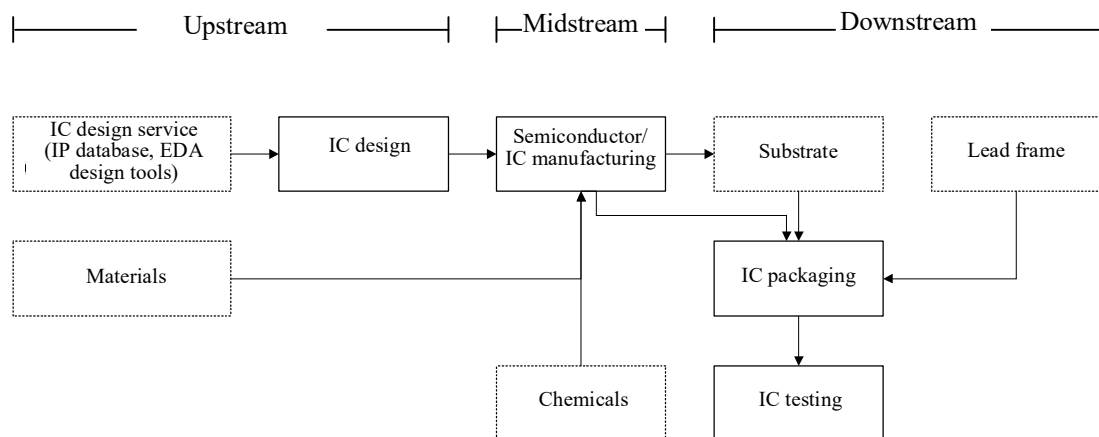 Upstream
Midstream
Downstream
IC design service
(IP database, EDA
design tools)
IC design
Semiconductor/
IC manufacturing
Substrate
Lead frame
Materials
IC packaging
Chemicals
IC testing